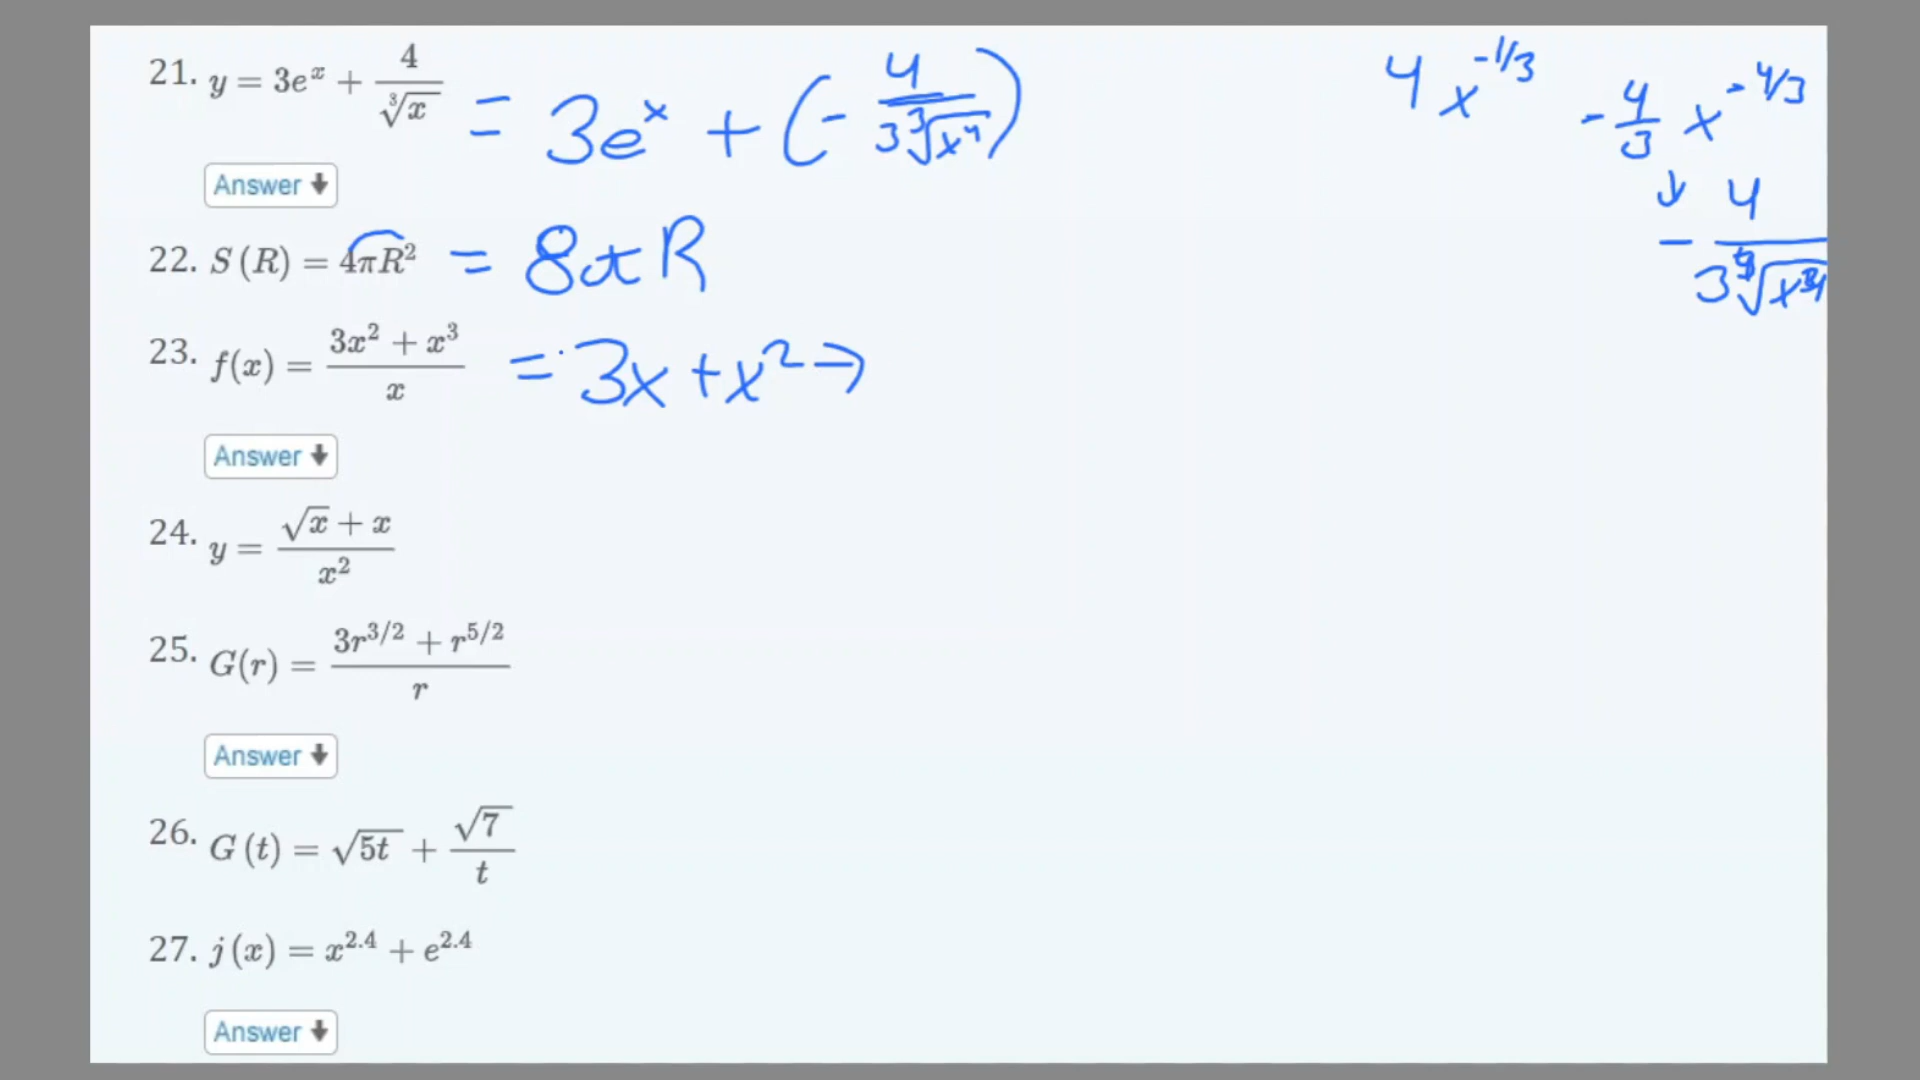 21. y = 3e^x + 4/∛x = 3e^x + (- 4/3∛x^4)
4x^-1/3
- 4/3 x^-4/3
Answer ⬇
↓
- 4/3∛x^4
22. S (R) = 4πR² = 8πR
23. f(x) = (3x² + x³)/x = 3x + x² →
Answer ⬇
24. y = (√x + x)/x²
25. G(r) = (3r^3/2 + r^5/2)/r
Answer ⬇
26. G (t) = √5t + √7/t
27. j (x) = x^2.4 + e^2.4
Answer ⬇